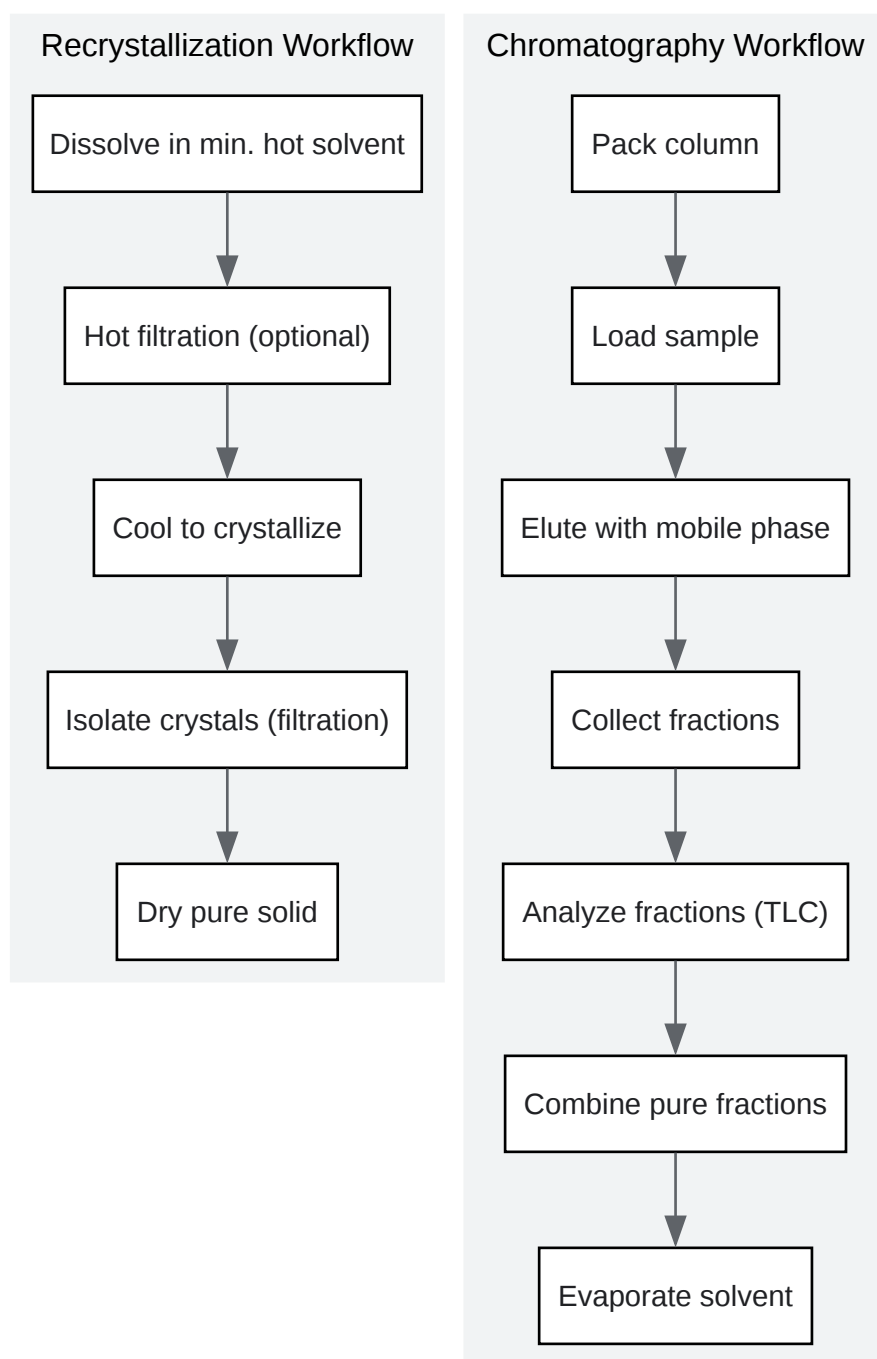 Recrystallization Workflow
Dissolve in min. hot solvent
Hot filtration (optional)
Cool to crystallize
Isolate crystals (filtration)
Dry pure solid
Chromatography Workflow
Pack column
Load sample
Elute with mobile phase
Collect fractions
Analyze fractions (TLC)
Combine pure fractions
Evaporate solvent